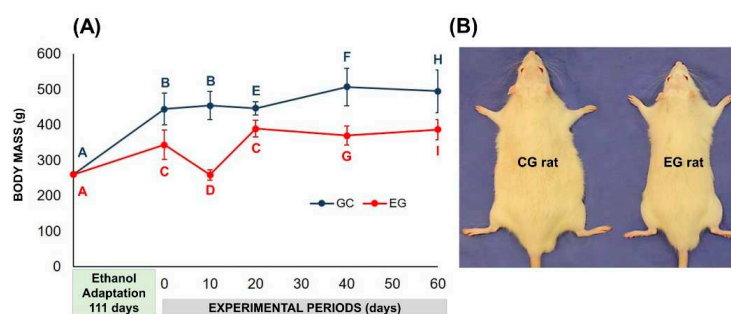 (A)
(B)
600
500
400
300
200
100
0
BODY MASS (g)
A
A
B
B
E
F
H
C
D
C
G
I
GC EG
CG rat
EG rat
Ethanol
Adaptation
111 days
0 10 20 30 40 50 60
EXPERIMENTAL PERIODS (days)